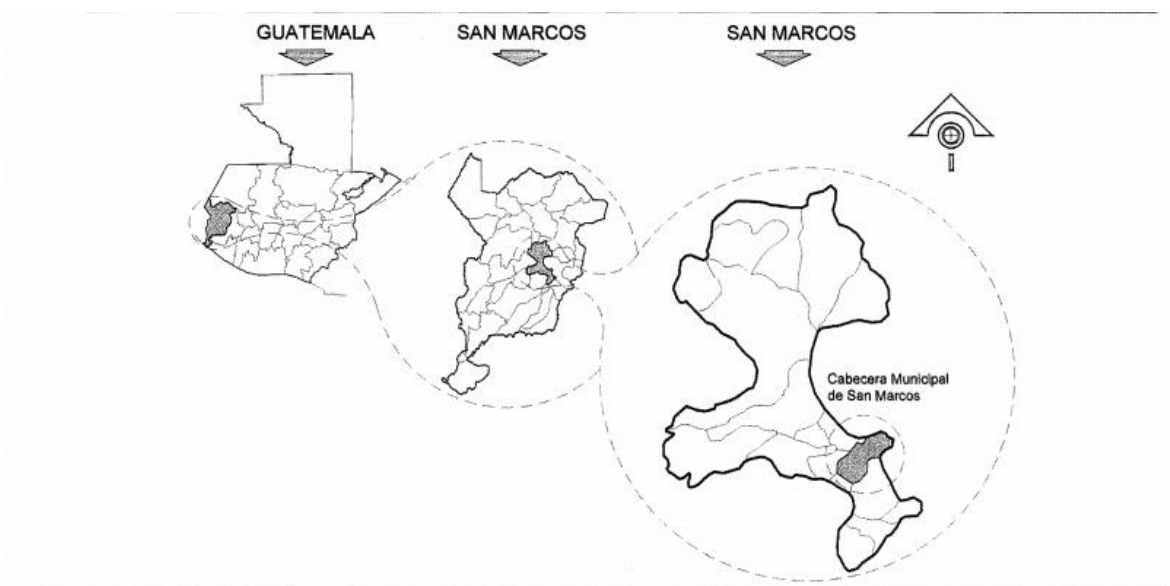 GUATEMALA
SAN MARCOS
SAN MARCOS
Cabecera Municipal
de San Marcos